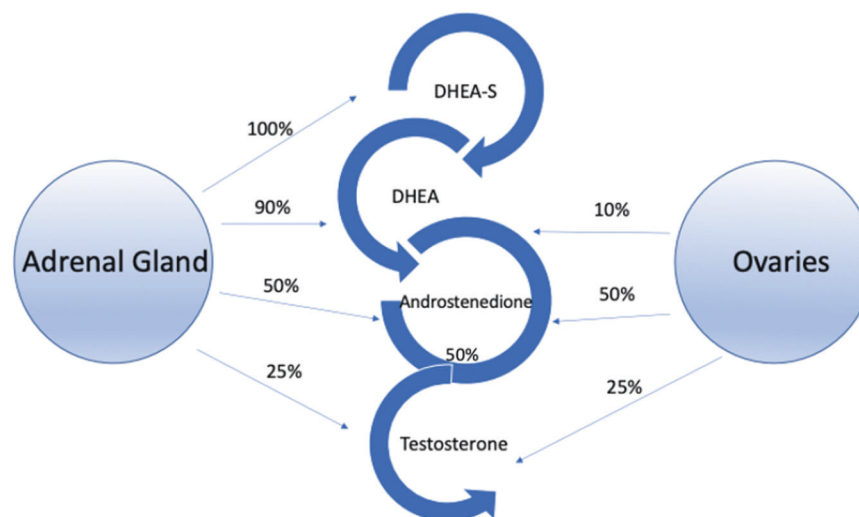 DHEA-S
100%
DHEA
90%
10%
Adrenal Gland
Ovaries
50%
Androstenedione
50%
50%
25%
25%
Testosterone